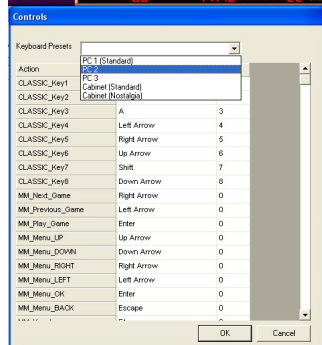 Controls
Keyboard Presets
PC 1 (Standard)
PC 2
PC 3
Cabinet (Standard)
Cabinet (Nostalgia)
Action
CLASSIC_Key1
CLASSIC_Key2
CLASSIC_Key3 A 3
CLASSIC_Key4 Left Arrow 4
CLASSIC_Key5 Right Arrow 5
CLASSIC_Key6 Up Arrow 6
CLASSIC_Key7 Shift 7
CLASSIC_Key8 Down Arrow 8
MM_Next_Game Right Arrow 0
MM_Previous_Game Left Arrow 0
MM_Play_Game Enter 0
MM_Menu_UP Up Arrow 0
MM_Menu_DOWN Down Arrow 0
MM_Menu_RIGHT Right Arrow 0
MM_Menu_LEFT Left Arrow 0
MM_Menu_OK Enter 0
MM_Menu_BACK Escape 0
OK Cancel